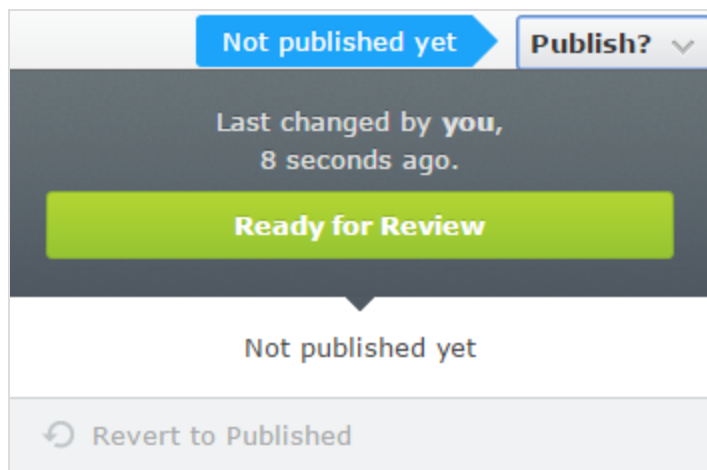 Not published yet
Publish?
Last changed by you,
8 seconds ago.
Ready for Review
Not published yet
Revert to Published